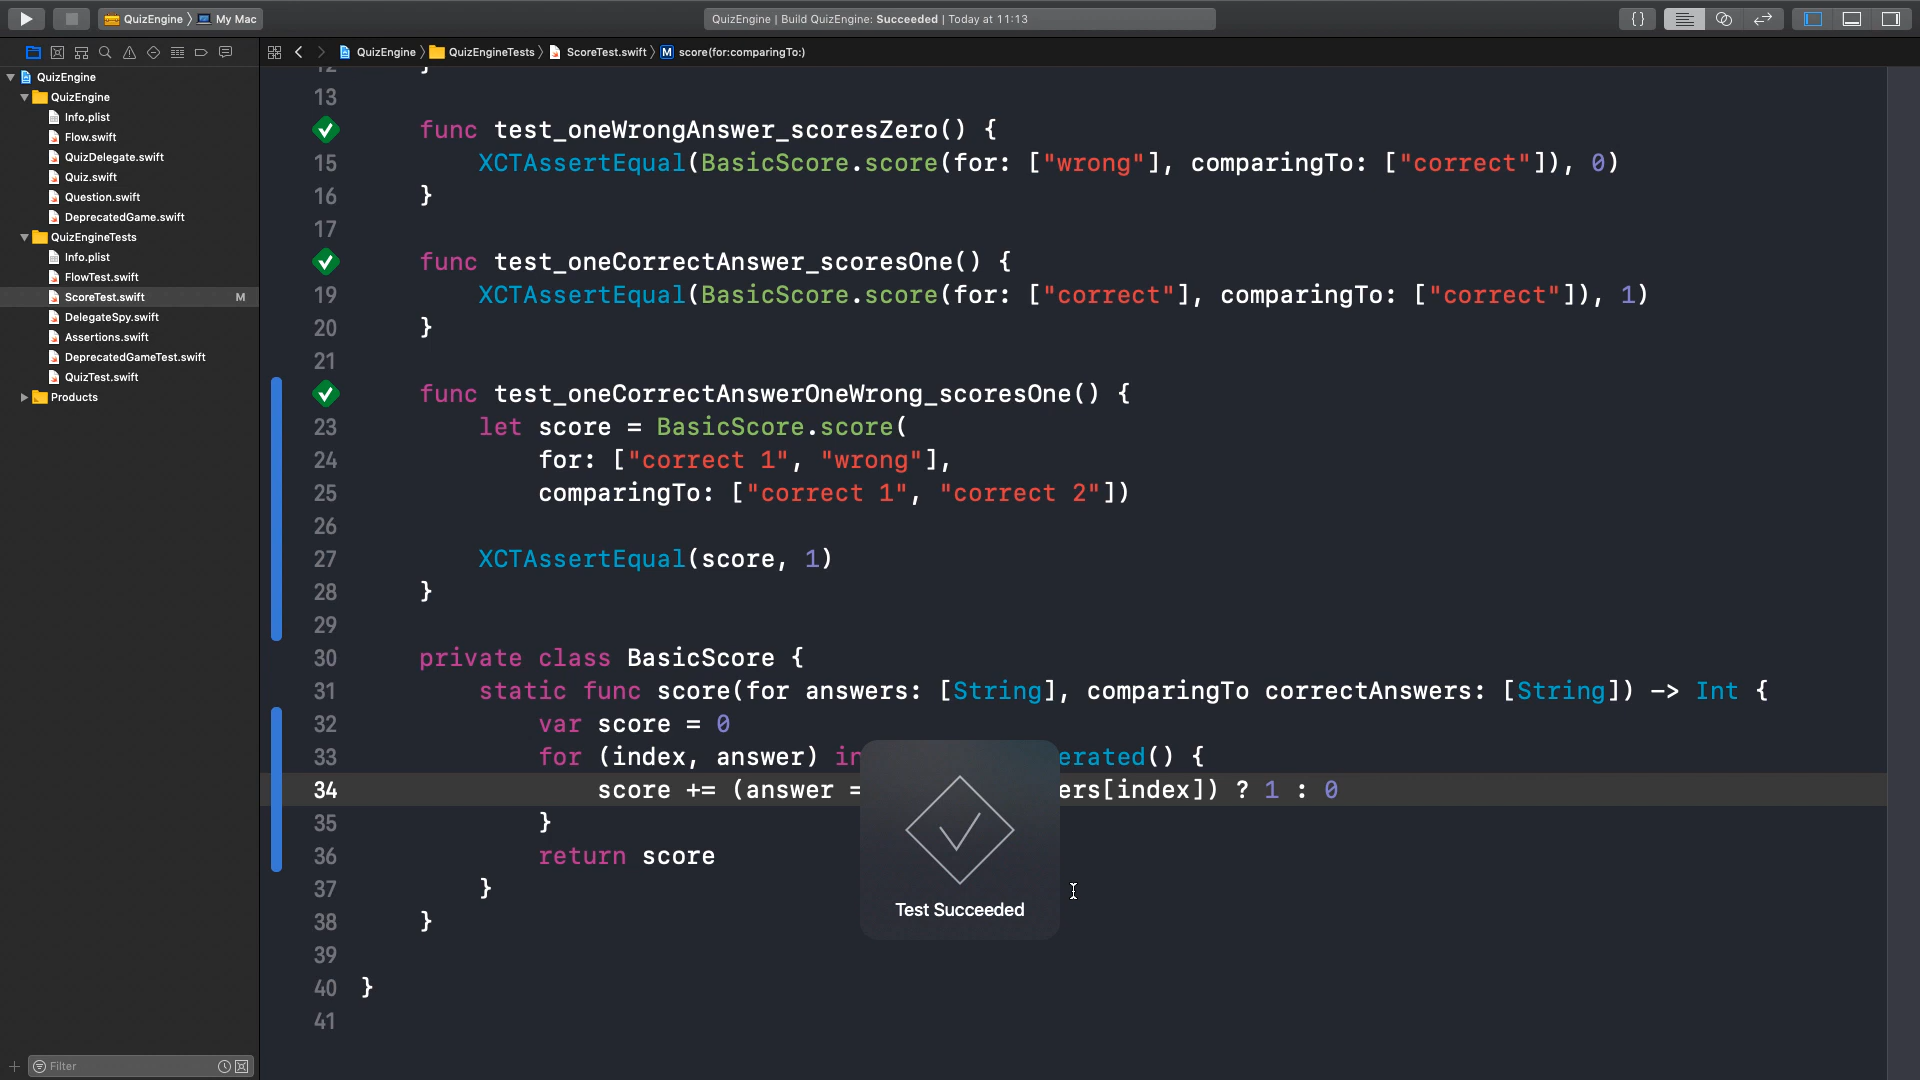 QuizEngine
My Mac
QuizEngine | Build QuizEngine: Succeeded | Today at 11:13
{}
QuizEngine
QuizEngineTests
ScoreTest.swift
M
score(for:comparingTo:)
QuizEngine
QuizEngine
Info.plist
Flow.swift
QuizDelegate.swift
Quiz.swift
Question.swift
DeprecatedGame.swift
QuizEngineTests
Info.plist
FlowTest.swift
ScoreTest.swift M
DelegateSpy.swift
Assertions.swift
DeprecatedGameTest.swift
QuizTest.swift
Products
Filter
12 }
13
func test_oneWrongAnswer_scoresZero() {
15 XCTAssertEqual(BasicScore.score(for: ["wrong"], comparingTo: ["correct"]), 0)
16 }
17
func test_oneCorrectAnswer_scoresOne() {
19 XCTAssertEqual(BasicScore.score(for: ["correct"], comparingTo: ["correct"]), 1)
20 }
21
func test_oneCorrectAnswerOneWrong_scoresOne() {
23 let score = BasicScore.score(
24 for: ["correct 1", "wrong"],
25 comparingTo: ["correct 1", "correct 2"])
26
27 XCTAssertEqual(score, 1)
28 }
29
30 private class BasicScore {
31 static func score(for answers: [String], comparingTo correctAnswers: [String]) -> Int {
32 var score = 0
33 for (index, answer) in erated() {
34 score += (answer = ers[index]) ? 1 : 0
35 }
36 return score
37 }
38 }
39
40 }
41
Test Succeeded